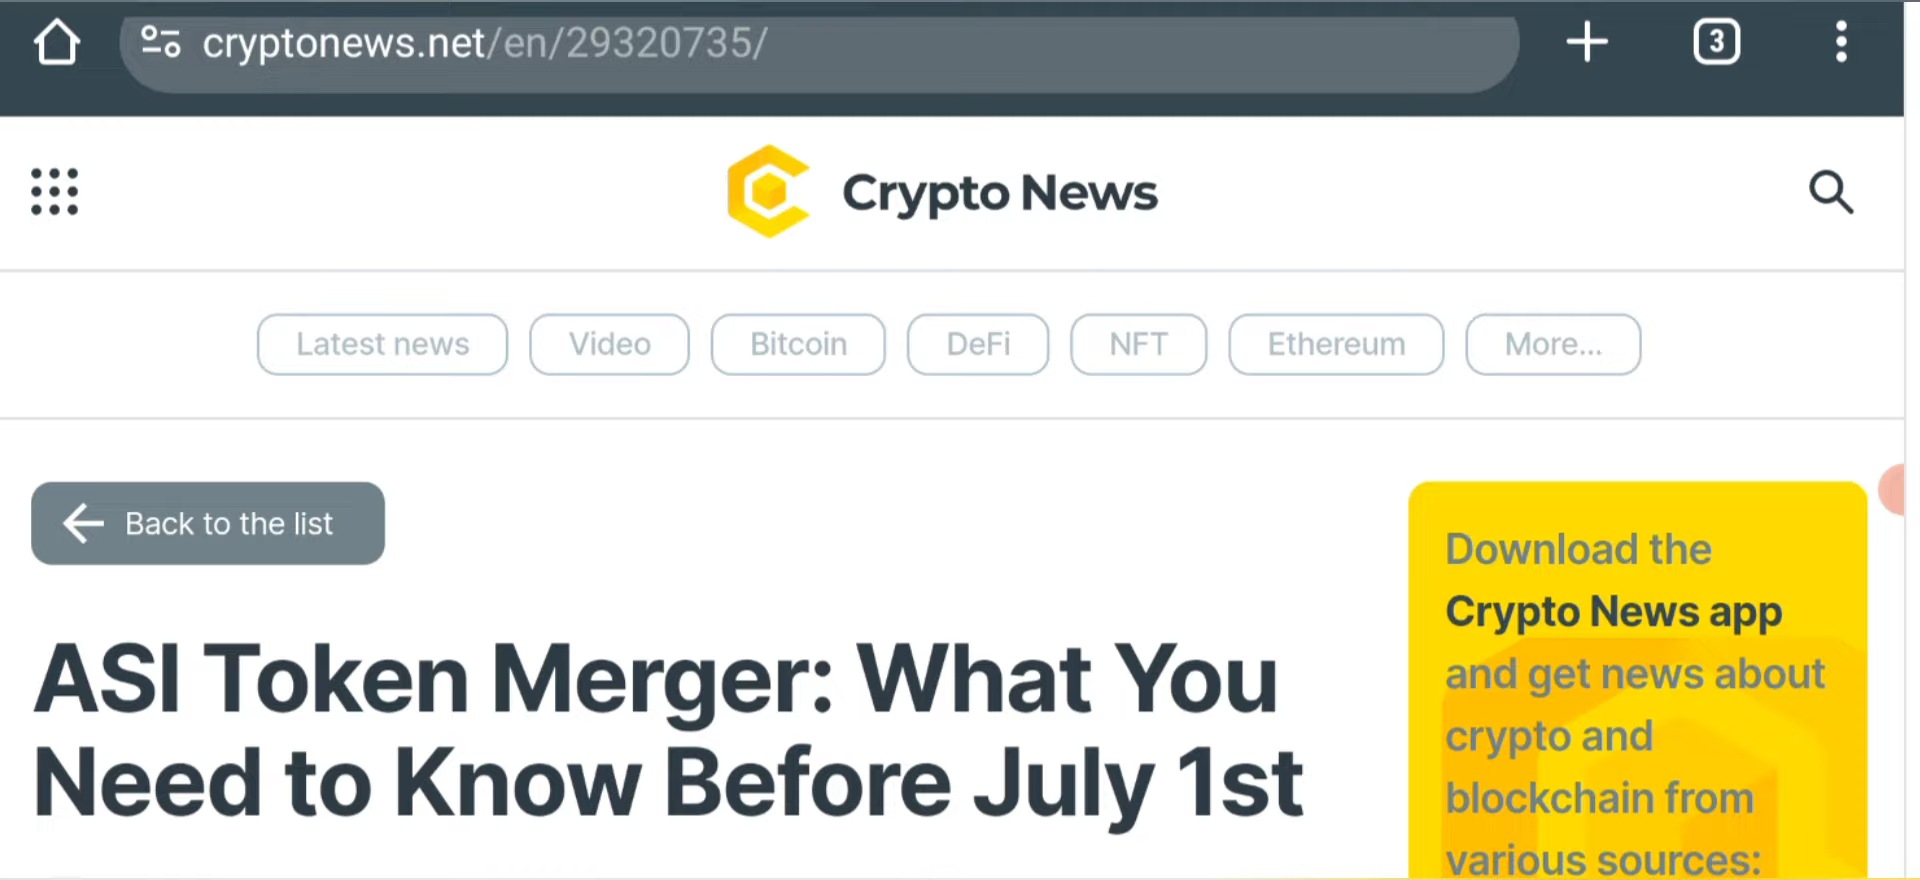 cryptonews.net/en/29320735/
3
Crypto News
Latest news
Video
Bitcoin
DeFi
NFT
Ethereum
More...
Back to the list
ASI Token Merger: What You
Need to Know Before July 1st
Download the
Crypto News app
and get news about
crypto and
blockchain from
various sources: